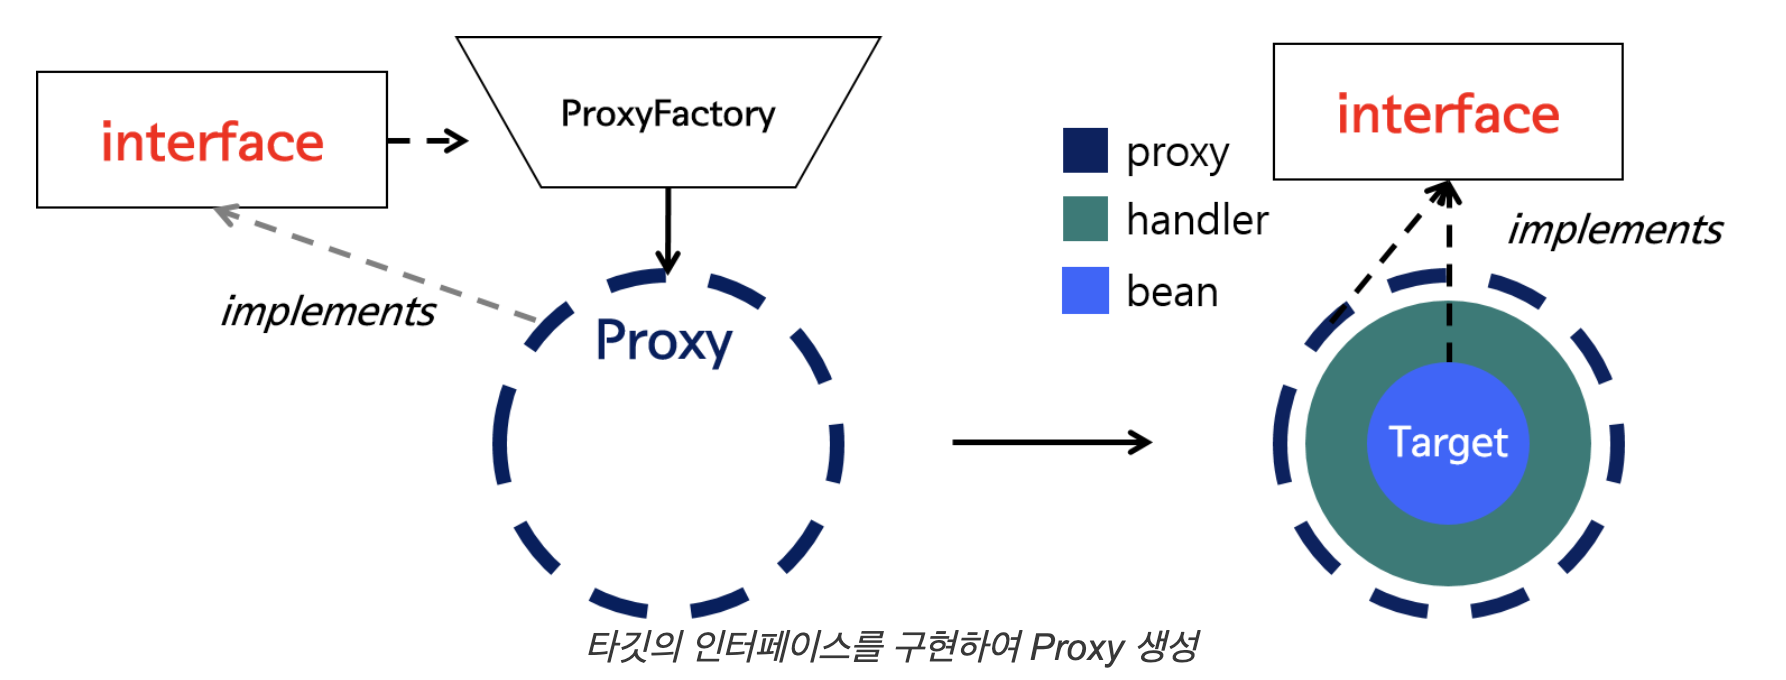 interface
ProxyFactory
implements
Proxy
proxy
handler
bean
interface
implements
Target
타깃의 인터페이스를 구현하여 Proxy 생성